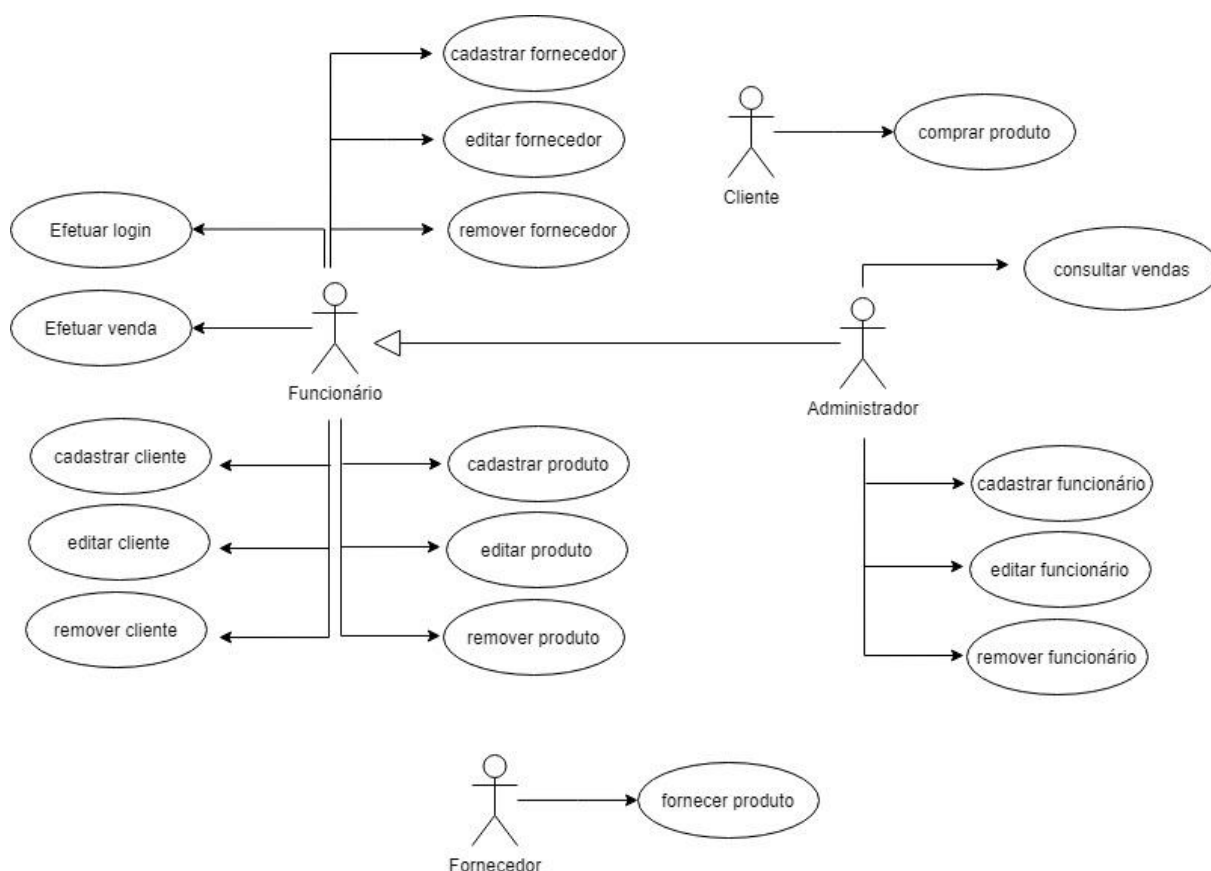 cadastrar fornecedor
editar fornecedor
remover fornecedor
Cliente
comprar produto
Efetuar login
Efetuar venda
Funcionário
Administrador
consultar vendas
cadastrar cliente
editar cliente
remover cliente
cadastrar produto
editar produto
remover produto
cadastrar funcionário
editar funcionário
remover funcionário
Fornecedor
fornecer produto